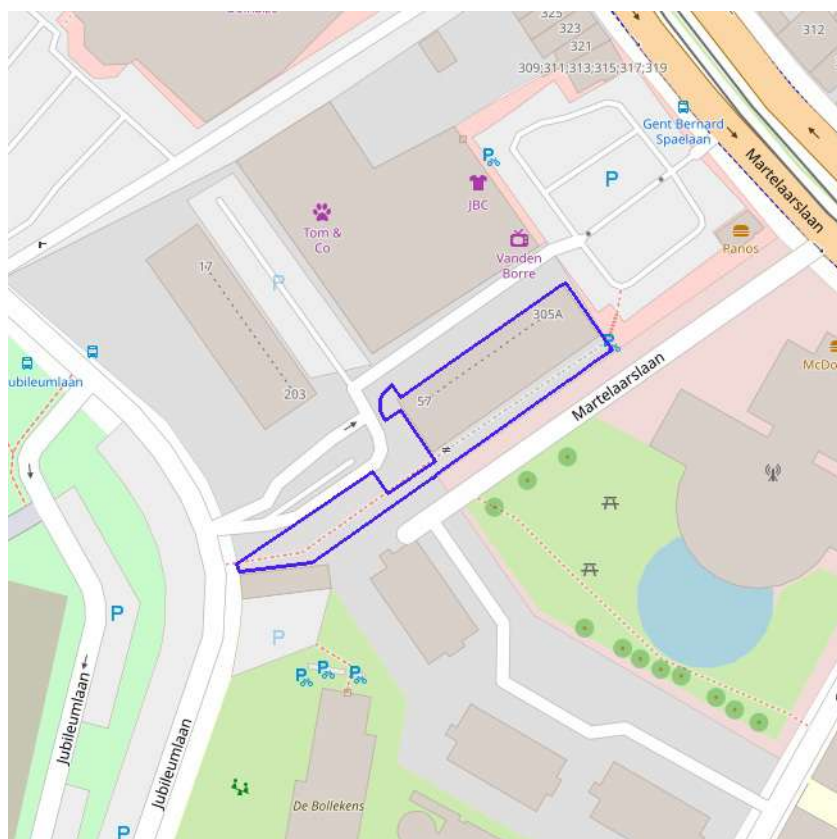 325
323
321
309;311;313;315;317;319
312
Gent Bernard
Spaelaan
P
P
JBC
Martelaarslaan
Tom &
Co
Vanden
Borre
Panos
17
P
305A
Jubileumlaan
203
57
Martelaarslaan
McDo
P
P
Jubileumlaan
Jubileumlaan
De Bollekens
P
P
P
P